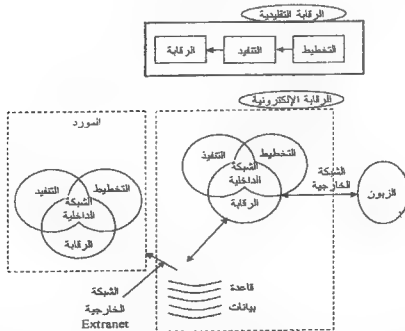 الرقابة التقليدية
التخطيط
التنفيذ
الرقابة
الرقابة الإلكترونية
المورد
التنفيذ
التخطيط
الشبكة
الداخلية
الرقابة
التنفيذ
التخطيط
الشبكة
الداخلية
الرقابة
الشبكة
الخارجية
الزبون
قاعدة
بيانات
الشبكة
الخارجية
Extranet